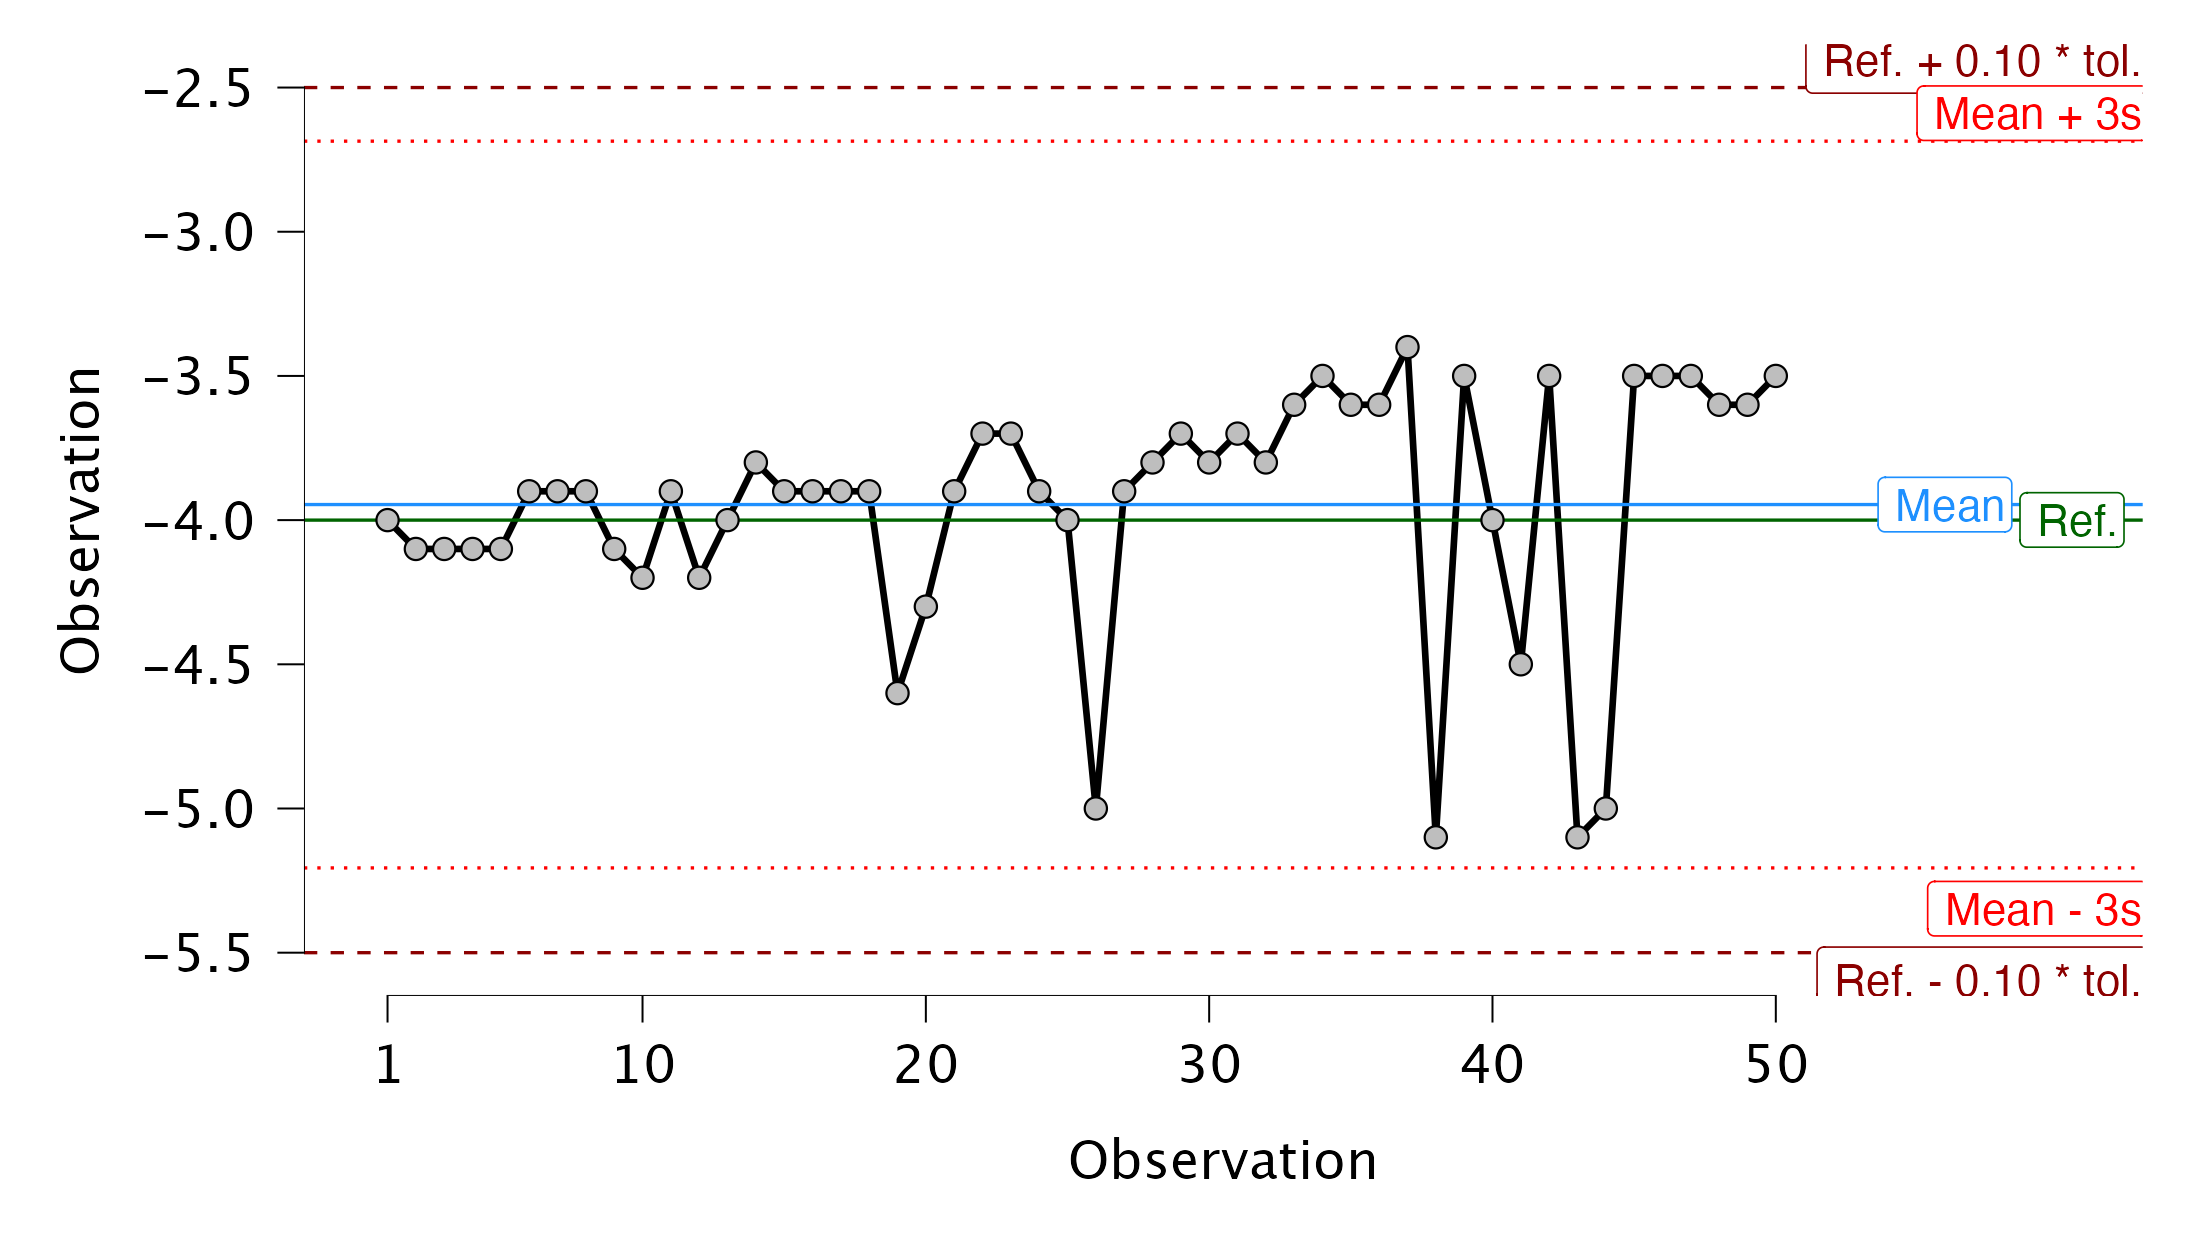 Ref. + 0.10 * tol.
−2.5
Mean + 3s
−3.0
−3.5
Mean
−4.0
Ref.
Observation
−4.5
−5.0
Mean - 3s
−5.5
Ref. - 0.10 * tol.
1 10 20 30 40 50
Observation